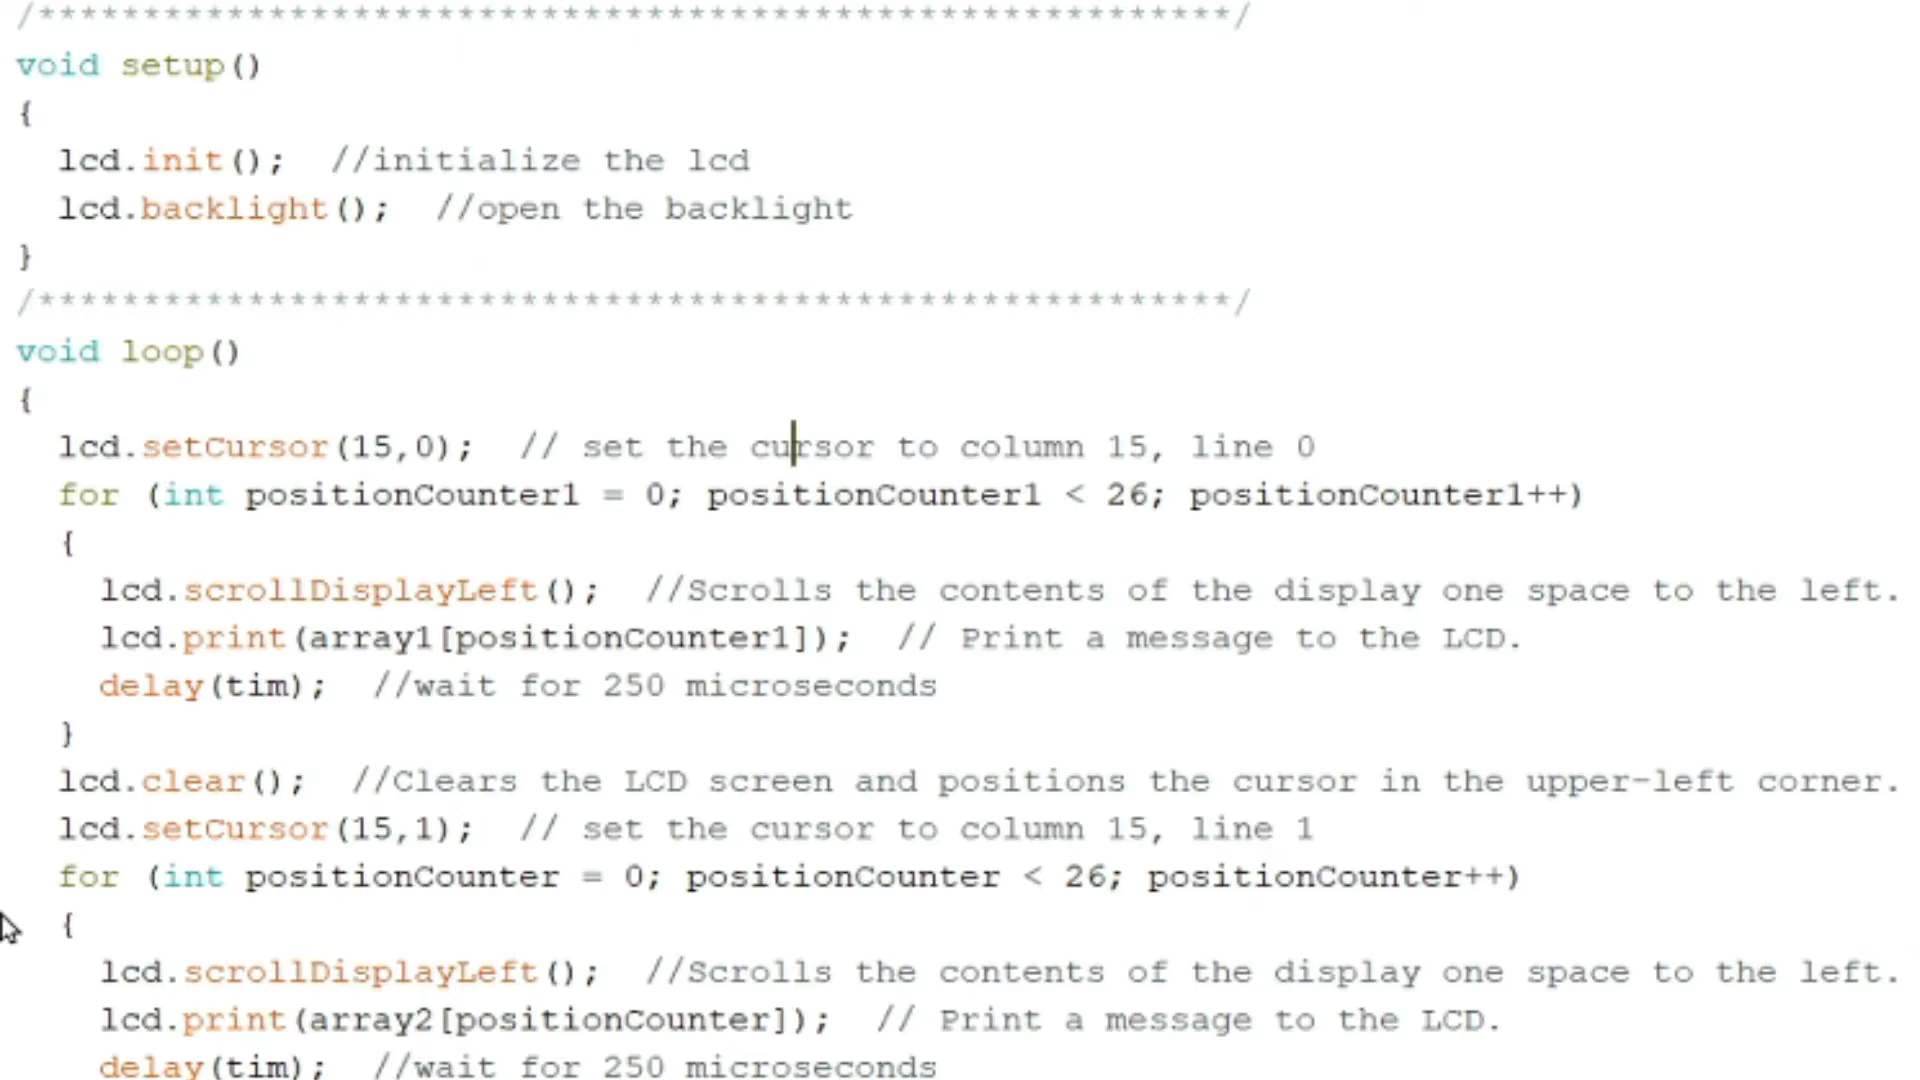 /*********************************************************/
void setup()
{
  lcd.init();  //initialize the lcd
  lcd.backlight();  //open the backlight
}
/*********************************************************/
void loop()
{
  lcd.setCursor(15,0);  // set the cursor to column 15, line 0
  for (int positionCounter1 = 0; positionCounter1 < 26; positionCounter1++)
  {
    lcd.scrollDisplayLeft();  //Scrolls the contents of the display one space to the left.
    lcd.print(array1[positionCounter1]);  // Print a message to the LCD.
    delay(tim);  //wait for 250 microseconds
  }
  lcd.clear();  //Clears the LCD screen and positions the cursor in the upper-left corner.
  lcd.setCursor(15,1);  // set the cursor to column 15, line 1
  for (int positionCounter = 0; positionCounter < 26; positionCounter++)
  {
    lcd.scrollDisplayLeft();  //Scrolls the contents of the display one space to the left.
    lcd.print(array2[positionCounter]);  // Print a message to the LCD.
    delay(tim);  //wait for 250 microseconds